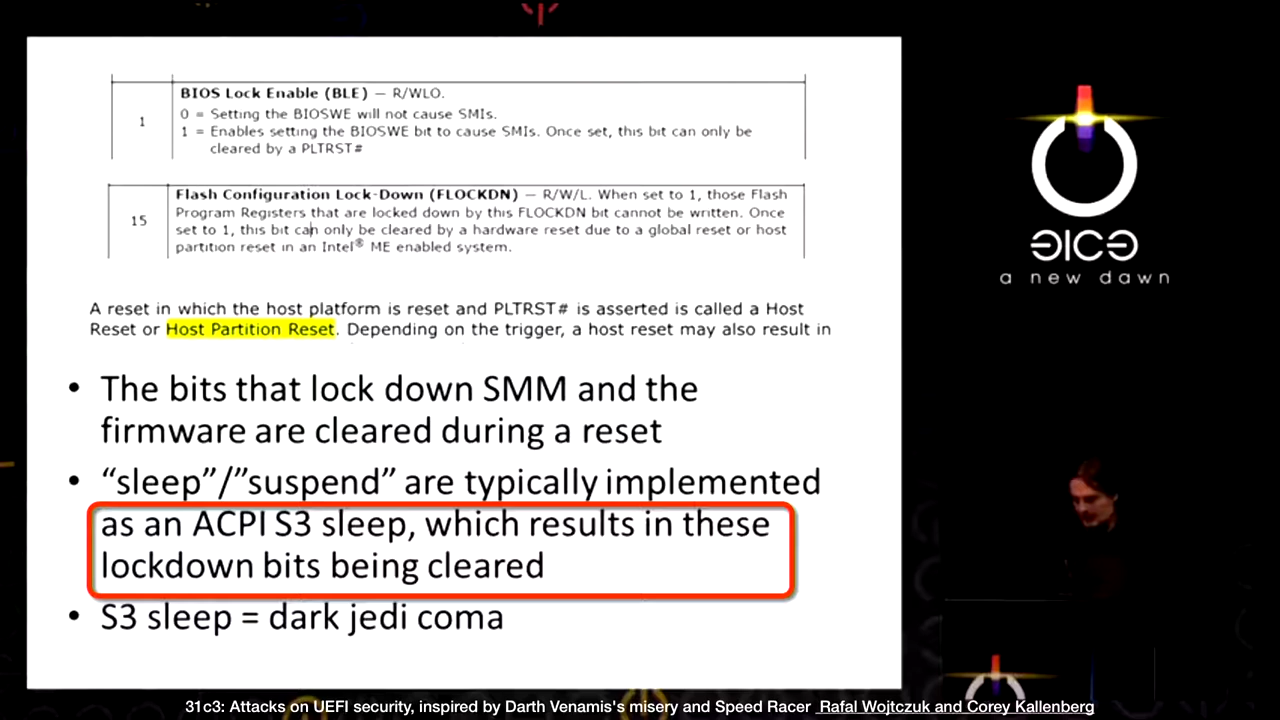 1
BIOS Lock Enable (BLE) — R/WLO.
0 = Setting the BIOSWE will not cause SMIs.
1 = Enables setting the BIOSWE bit to cause SMIs. Once set, this bit can only be
cleared by a PLTRST#
15
Flash Configuration Lock-Down (FLOCKDN) — R/W/L. When set to 1, those Flash
Program Registers that are locked down by this FLOCKDN bit cannot be written. Once
set to 1, this bit can only be cleared by a hardware reset due to a global reset or host
partition reset in an Intel® ME enabled system.
A reset in which the host platform is reset and PLTRST# is asserted is called a Host
Reset or Host Partition Reset. Depending on the trigger, a host reset may also result in
• The bits that lock down SMM and the
firmware are cleared during a reset
• “sleep”/”suspend” are typically implemented
as an ACPI S3 sleep, which results in these
lockdown bits being cleared
• S3 sleep = dark jedi coma
a new dawn
31c3: Attacks on UEFI security, inspired by Darth Venamis's misery and Speed Racer Rafal Wojtczuk and Corey Kallenberg